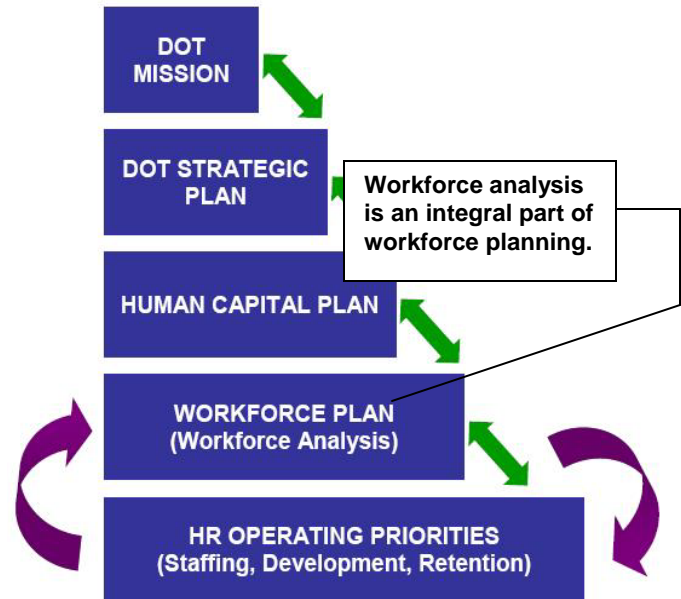 DOT
MISSION
DOT STRATEGIC
PLAN
Workforce analysis
is an integral part of
workforce planning.
HUMAN CAPITAL PLAN
WORKFORCE PLAN
(Workforce Analysis)
HR OPERATING PRIORITIES
(Staffing, Development, Retention)